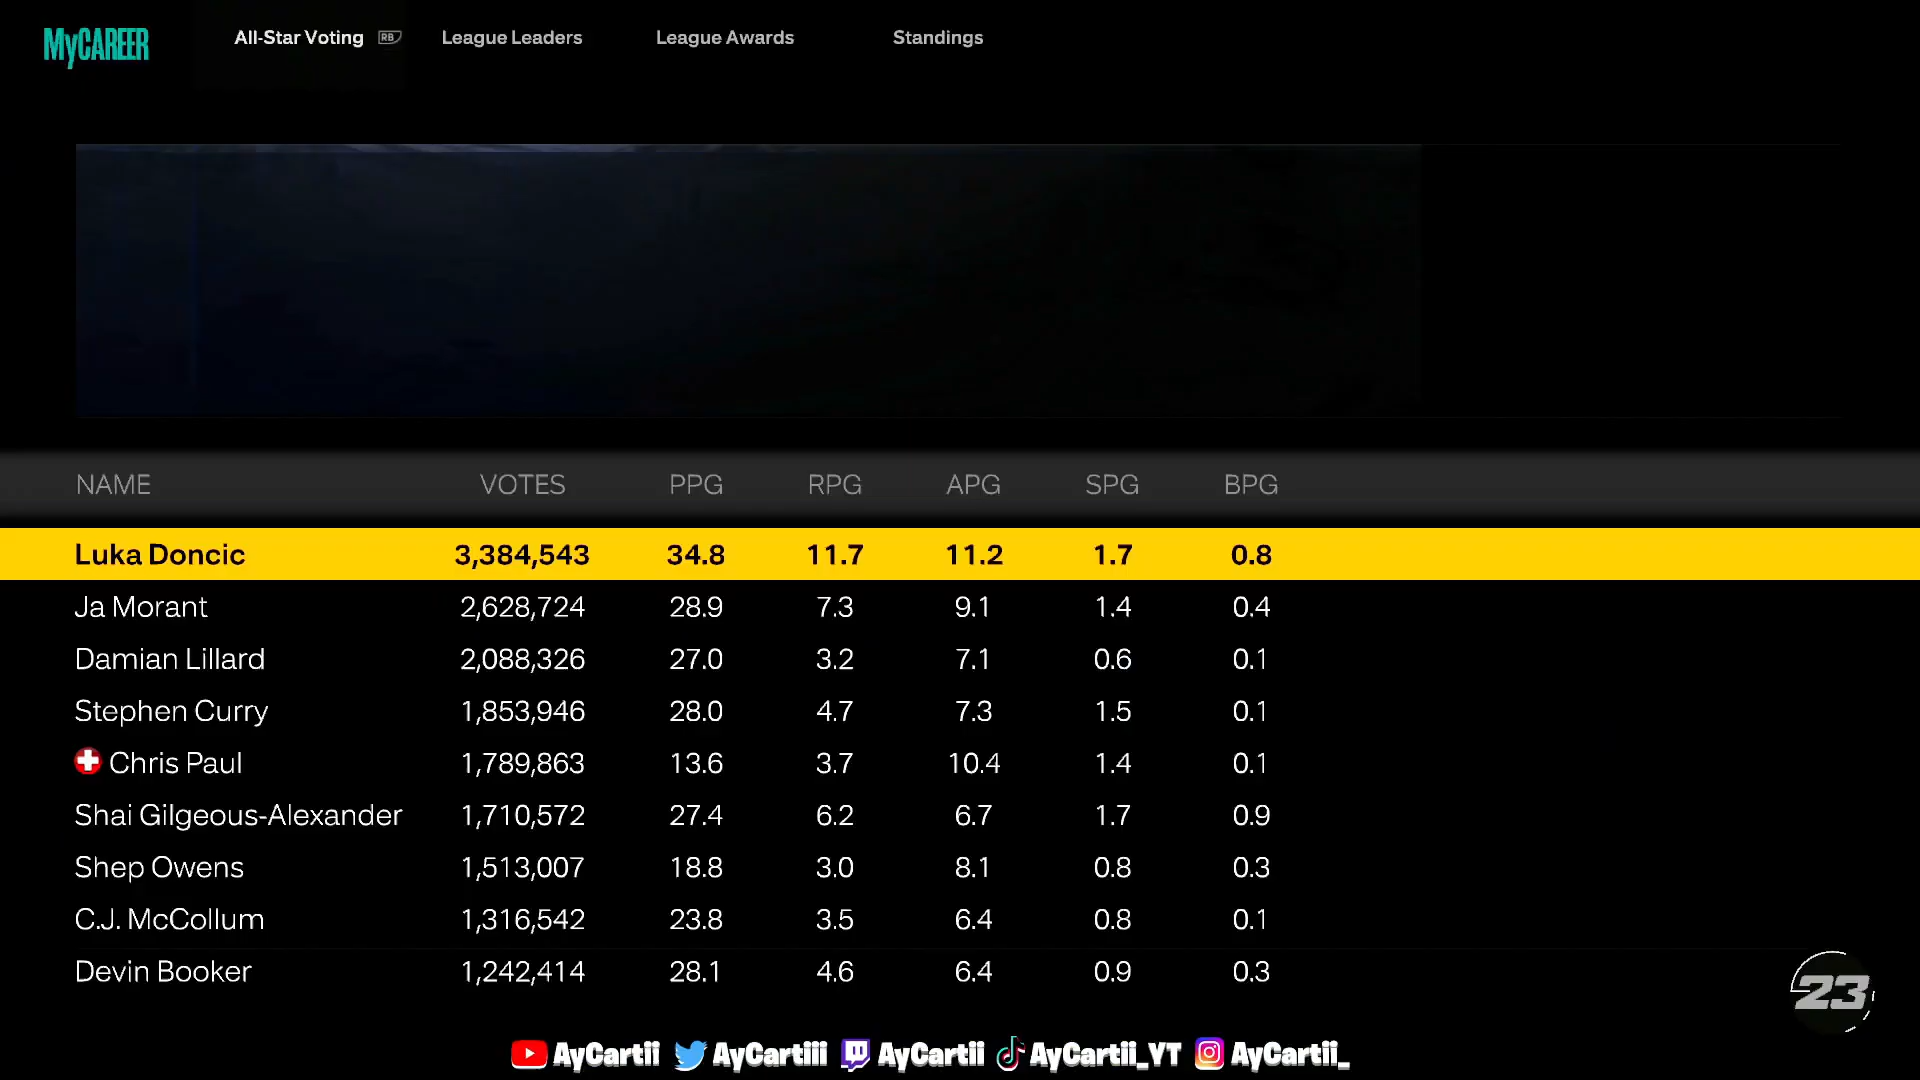 MyCAREER All-Star Voting RB League Leaders League Awards Standings
NAME VOTES PPG RPG APG SPG BPG
Luka Doncic 3,384,543 34.8 11.7 11.2 1.7 0.8
Ja Morant 2,628,724 28.9 7.3 9.1 1.4 0.4
Damian Lillard 2,088,326 27.0 3.2 7.1 0.6 0.1
Stephen Curry 1,853,946 28.0 4.7 7.3 1.5 0.1
Chris Paul 1,789,863 13.6 3.7 10.4 1.4 0.1
Shai Gilgeous-Alexander 1,710,572 27.4 6.2 6.7 1.7 0.9
Shep Owens 1,513,007 18.8 3.0 8.1 0.8 0.3
C.J. McCollum 1,316,542 23.8 3.5 6.4 0.8 0.1
Devin Booker 1,242,414 28.1 4.6 6.4 0.9 0.3
23
AyCartii AyCartiii AyCartii AyCartii_YT AyCartii_